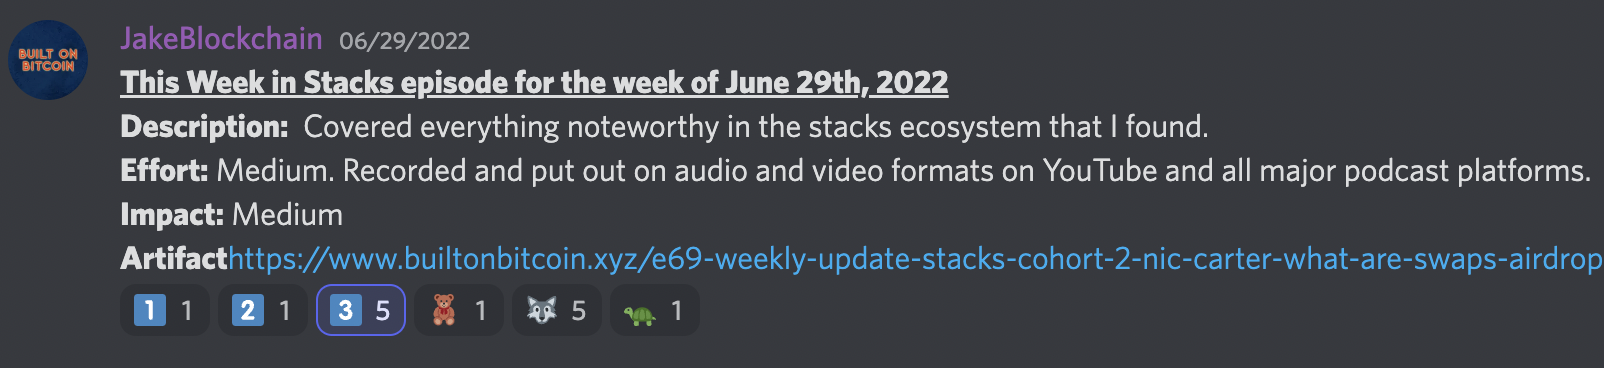 BUILT ON
BITCOIN
JakeBlockchain 06/29/2022
This Week in Stacks episode for the week of June 29th, 2022
Description: Covered everything noteworthy in the stacks ecosystem that I found.
Effort: Medium. Recorded and put out on audio and video formats on YouTube and all major podcast platforms.
Impact: Medium
Artifacthttps://www.builtonbitcoin.xyz/e69-weekly-update-stacks-cohort-2-nic-carter-what-are-swaps-airdrop
1 1 2 1 3 5 1 5 1